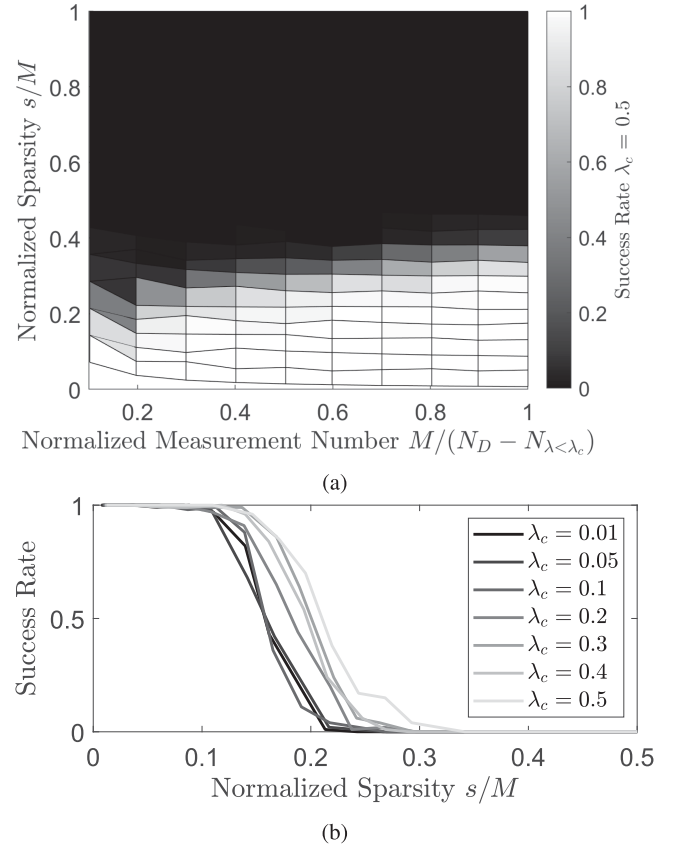 1
0.8
0.6
0.4
0.2
0
Normalized Sparsity s/M
0.2 0.4 0.6 0.8 1
Normalized Measurement Number M/(N_D − N_{λ<λ_c})
1
0.8
0.6
0.4
0.2
0
Success Rate λ_c = 0.5
(a)
1
0.5
0
Success Rate
λ_c = 0.01
λ_c = 0.05
λ_c = 0.1
λ_c = 0.2
λ_c = 0.3
λ_c = 0.4
λ_c = 0.5
0 0.1 0.2 0.3 0.4 0.5
Normalized Sparsity s/M
(b)